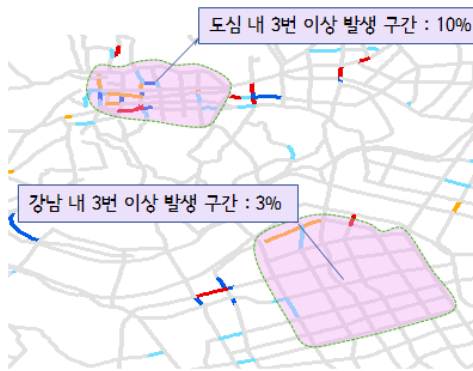 도심 내 3번 이상 발생 구간 : 10%
강남 내 3번 이상 발생 구간 : 3%